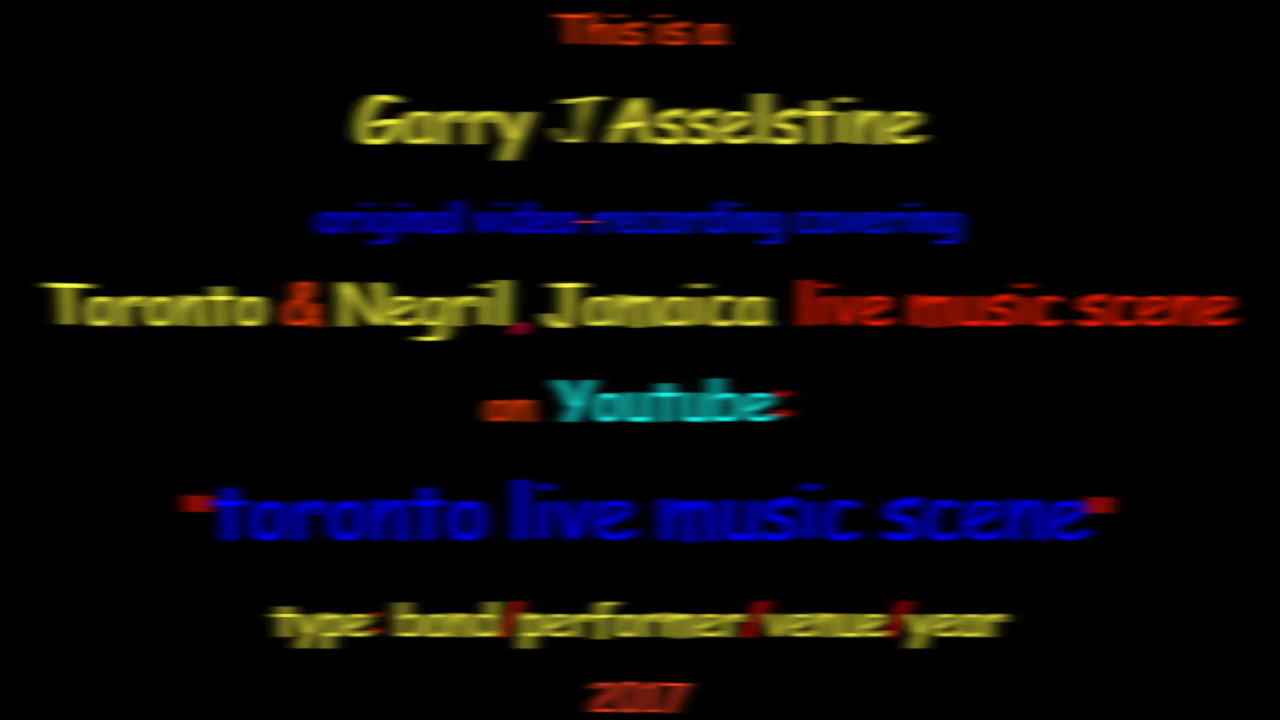 This is a
Garry J Asselstine
original video-recording covering
Toronto & Negril, Jamaica live music scene
on Youtube:
"toronto live music scene"
type: band/performer/venue/year
2017